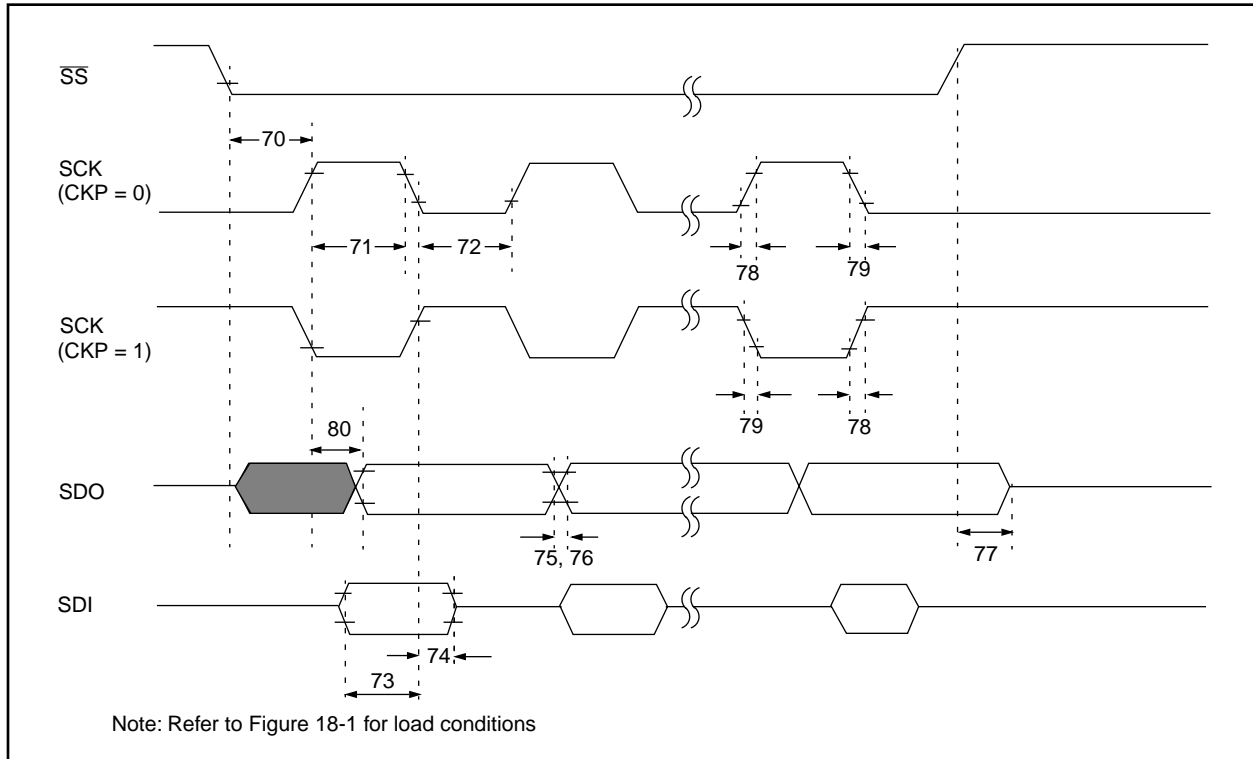 SS
70
SCK
(CKP = 0)
71
72
78
79
SCK
(CKP = 1)
79
78
80
SDO
75, 76
77
SDI
74
73
Note: Refer to Figure 18-1 for load conditions